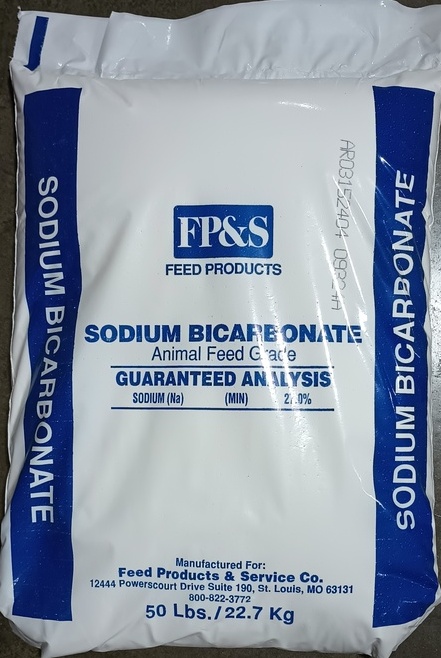 FP&S
FEED PRODUCTS
SODIUM BICARBONATE
Animal Feed Grade
GUARANTEED ANALYSIS
SODIUM (Na) (MIN)
Manufactured For:
Feed Products & Service Co.
12444 Powerscourt Drive Suite 190, St. Louis, MO 63131
800-822-3772
50 Lbs./22.7 Kg
SODIUM BICARBONATE
SODIUM BICARBONATE